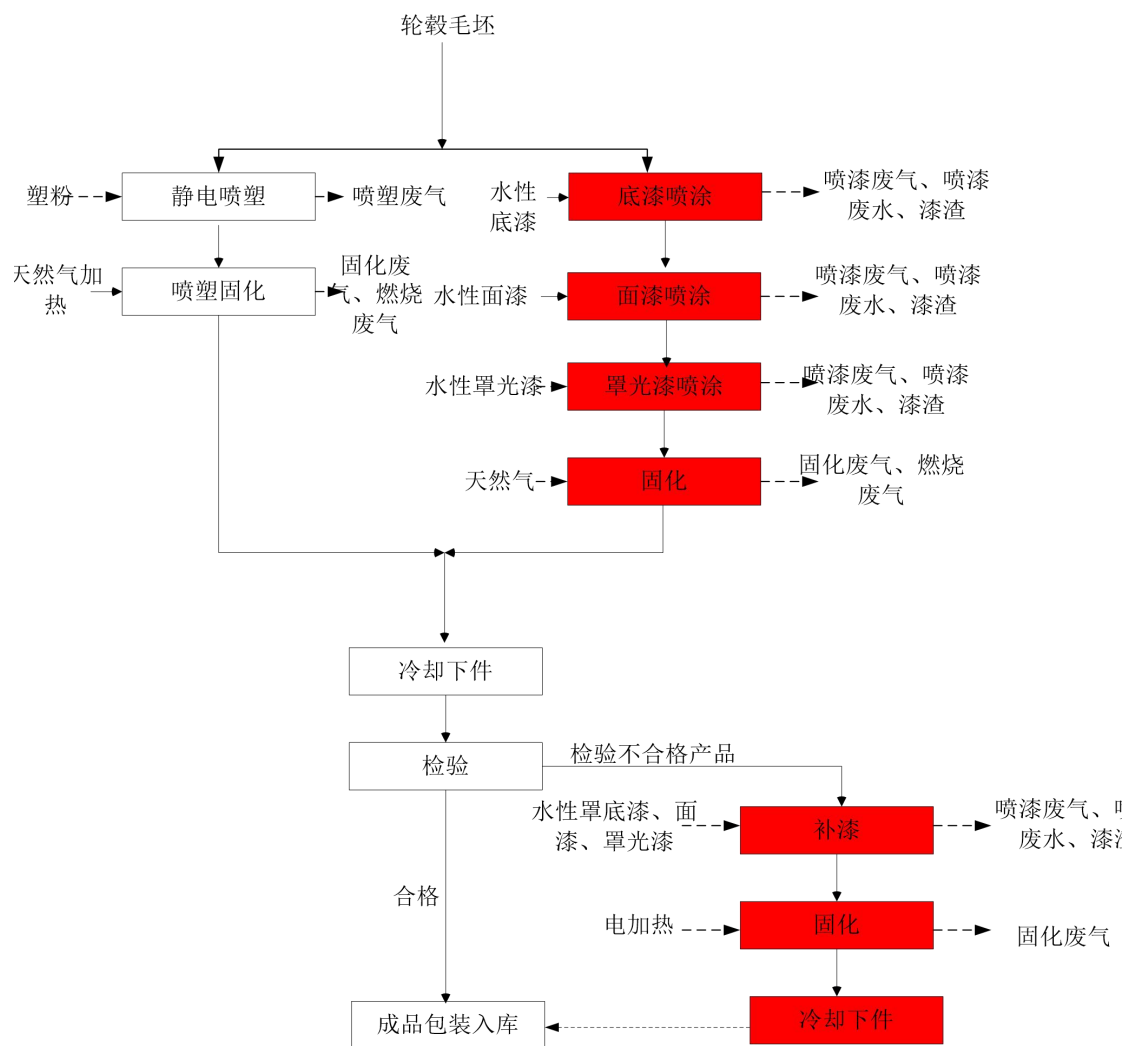 轮毂毛坯
塑粉
静电喷塑
喷塑废气
水性
底漆
底漆喷涂
喷漆废气、喷漆
废水、漆渣
天然气加
热
喷塑固化
固化废
气、燃烧
废气
水性面漆
面漆喷涂
喷漆废气、喷漆
废水、漆渣
水性罩光漆
罩光漆喷涂
喷漆废气、喷漆
废水、漆渣
天然气
固化
固化废气、燃烧
废气
冷却下件
检验
检验不合格产品
水性罩底漆、面
漆、罩光漆
补漆
喷漆废气、
废水、漆
合格
电加热
固化
固化废气
成品包装入库
冷却下件